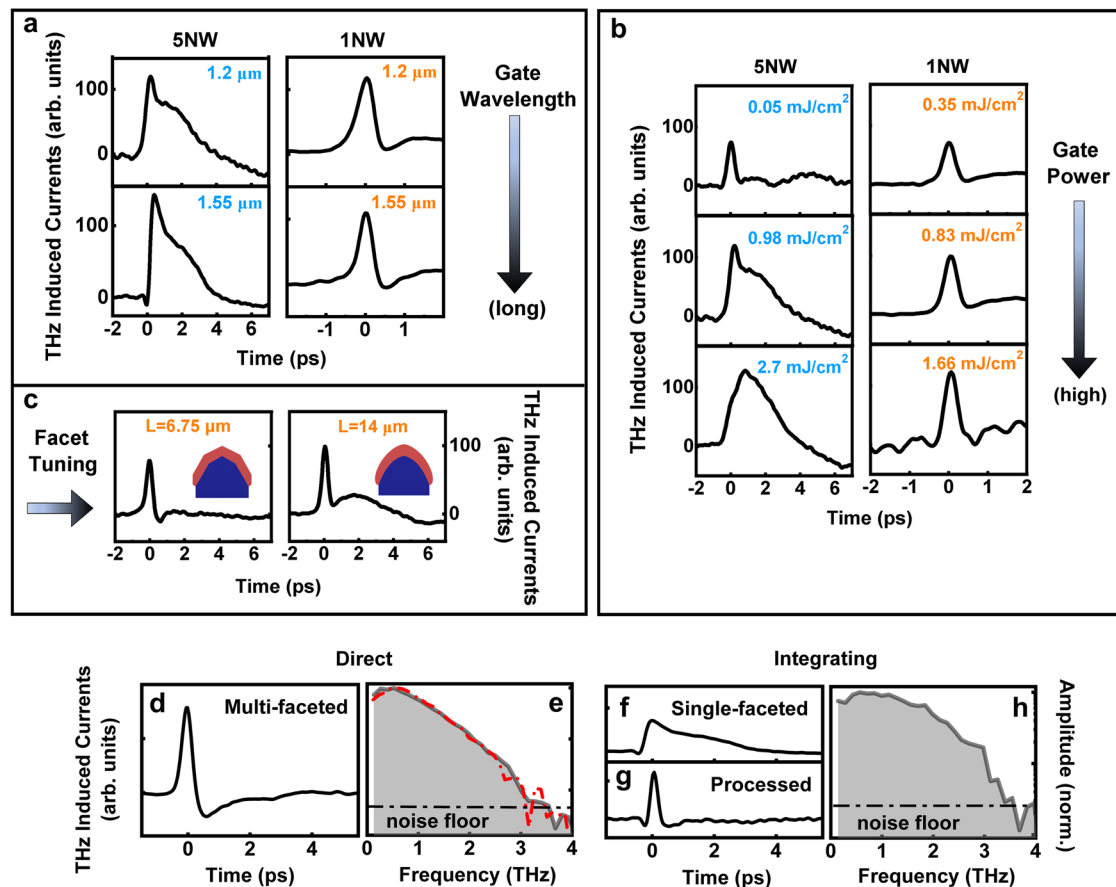 a
5NW
1NW
THz Induced Currents (arb. units)
100
0
100
0
1.2 µm
1.2 µm
1.55 µm
1.55 µm
-2 0 2 4 6
-1 0 1
Time (ps)
Gate
Wavelength
(long)
b
5NW
1NW
THz Induced Currents (arb. units)
100
0
100
0
100
0
0.05 mJ/cm²
0.35 mJ/cm²
0.98 mJ/cm²
0.83 mJ/cm²
2.7 mJ/cm²
1.66 mJ/cm²
-2 0 2 4 6
-2 -1 0 1 2
Time (ps)
Gate
Power
(high)
c
Facet
Tuning
L=6.75 µm
L=14 µm
100
0
THz Induced Currents
(arb. units)
-2 0 2 4 6
-2 0 2 4 6
Time (ps)
Direct
Integrating
THz Induced Currents
(arb. units)
d
Multi-faceted
e
noise floor
f
Single-faceted
g
Processed
h
noise floor
Amplitude (norm.)
0 2 4
0 1 2 3 4
0 2 4
0 1 2 3 4
Time (ps)
Frequency (THz)
Time (ps)
Frequency (THz)